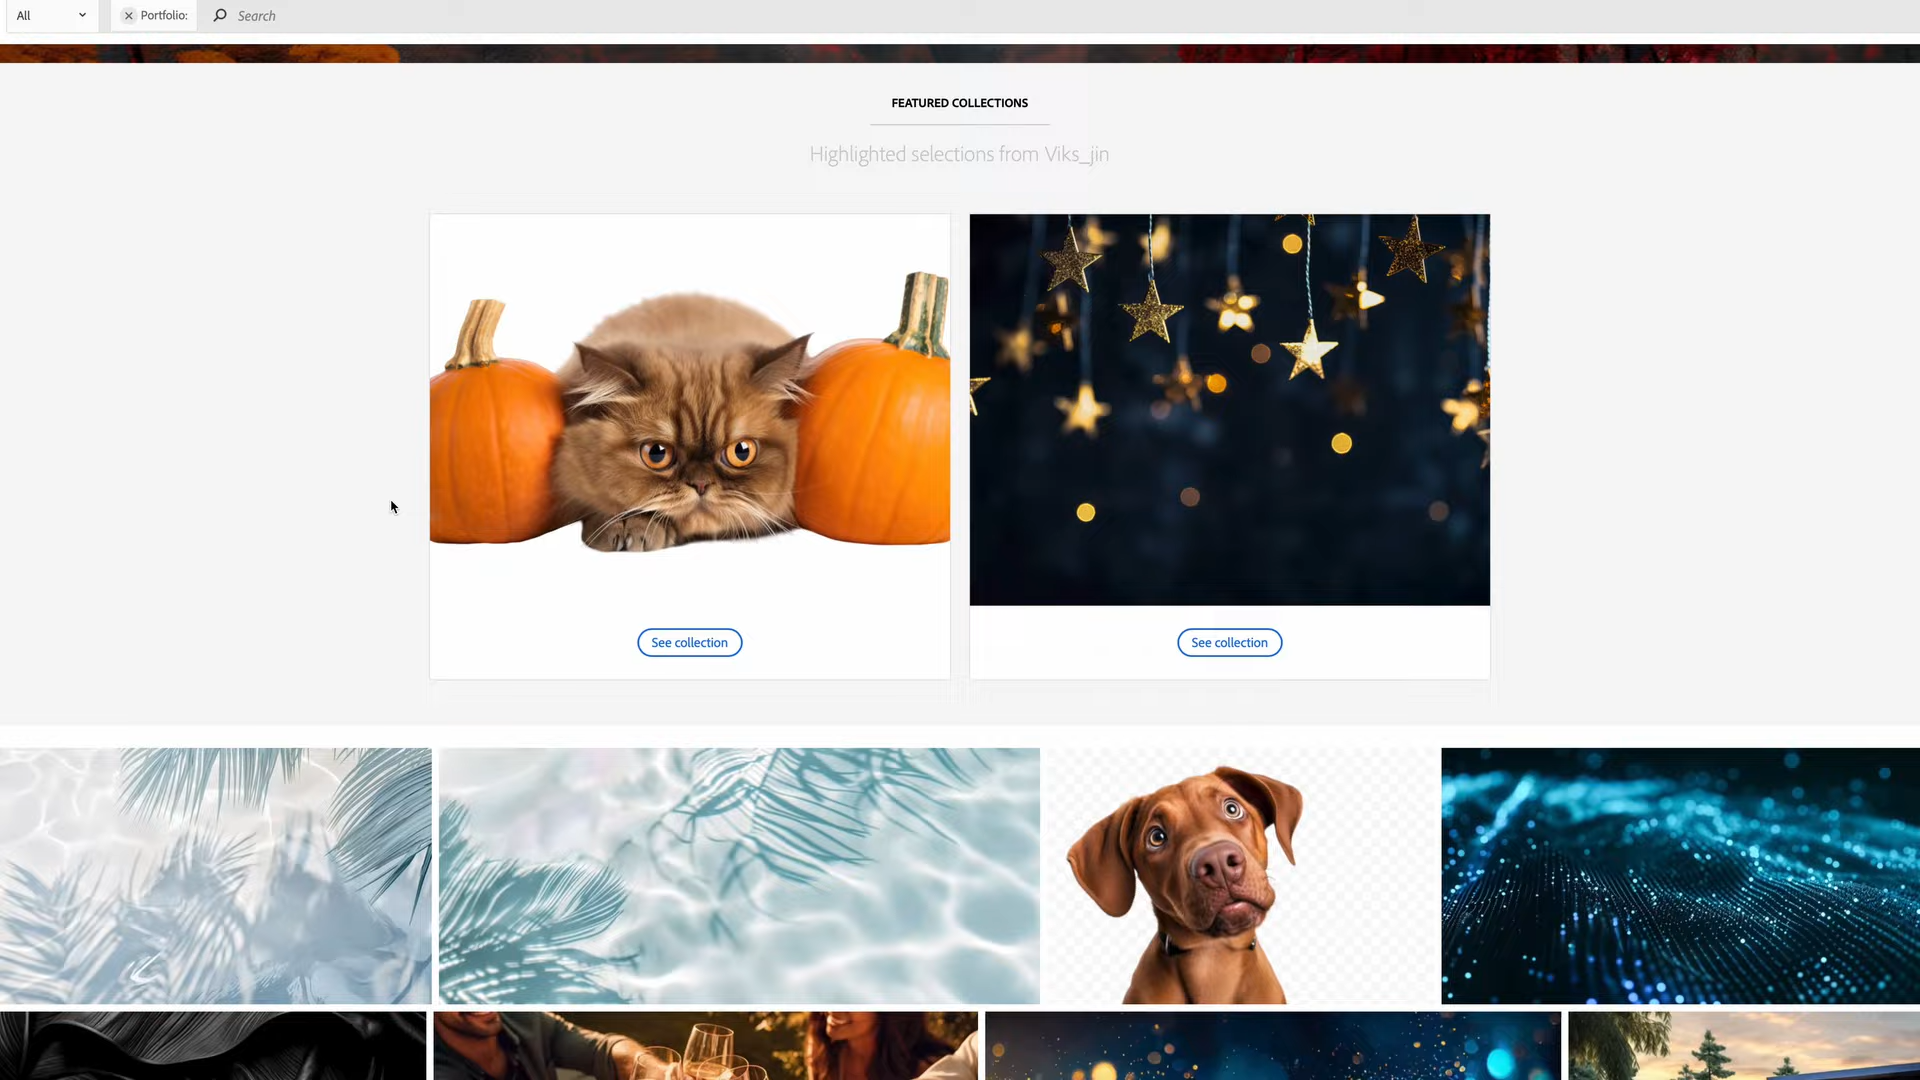 All
Portfolio:
Search
FEATURED COLLECTIONS
Highlighted selections from Viks_jin
See collection
See collection